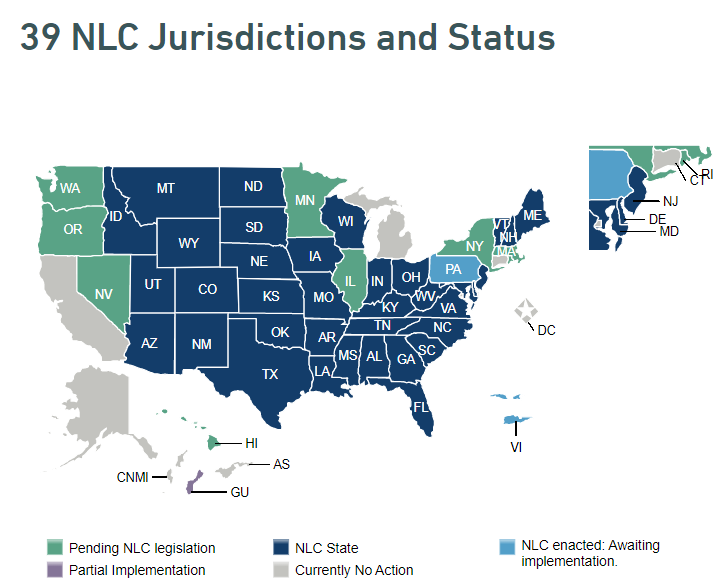 39 NLC Jurisdictions and Status
WA
MT
ND
MN
OR
ID
SD
WI
ME
VT
NH
WY
NY
MA
NE
IA
PA
NV
UT
CO
IL
IN
OH
KS
MO
WV
VA
KY
AZ
NM
OK
AR
TN
NC
SC
TX
MS
AL
GA
LA
FL
RI
CT
NJ
DE
MD
DC
VI
HI
AS
CNMI
GU
Pending NLC legislation
NLC State
NLC enacted: Awaiting
implementation.
Partial Implementation
Currently No Action